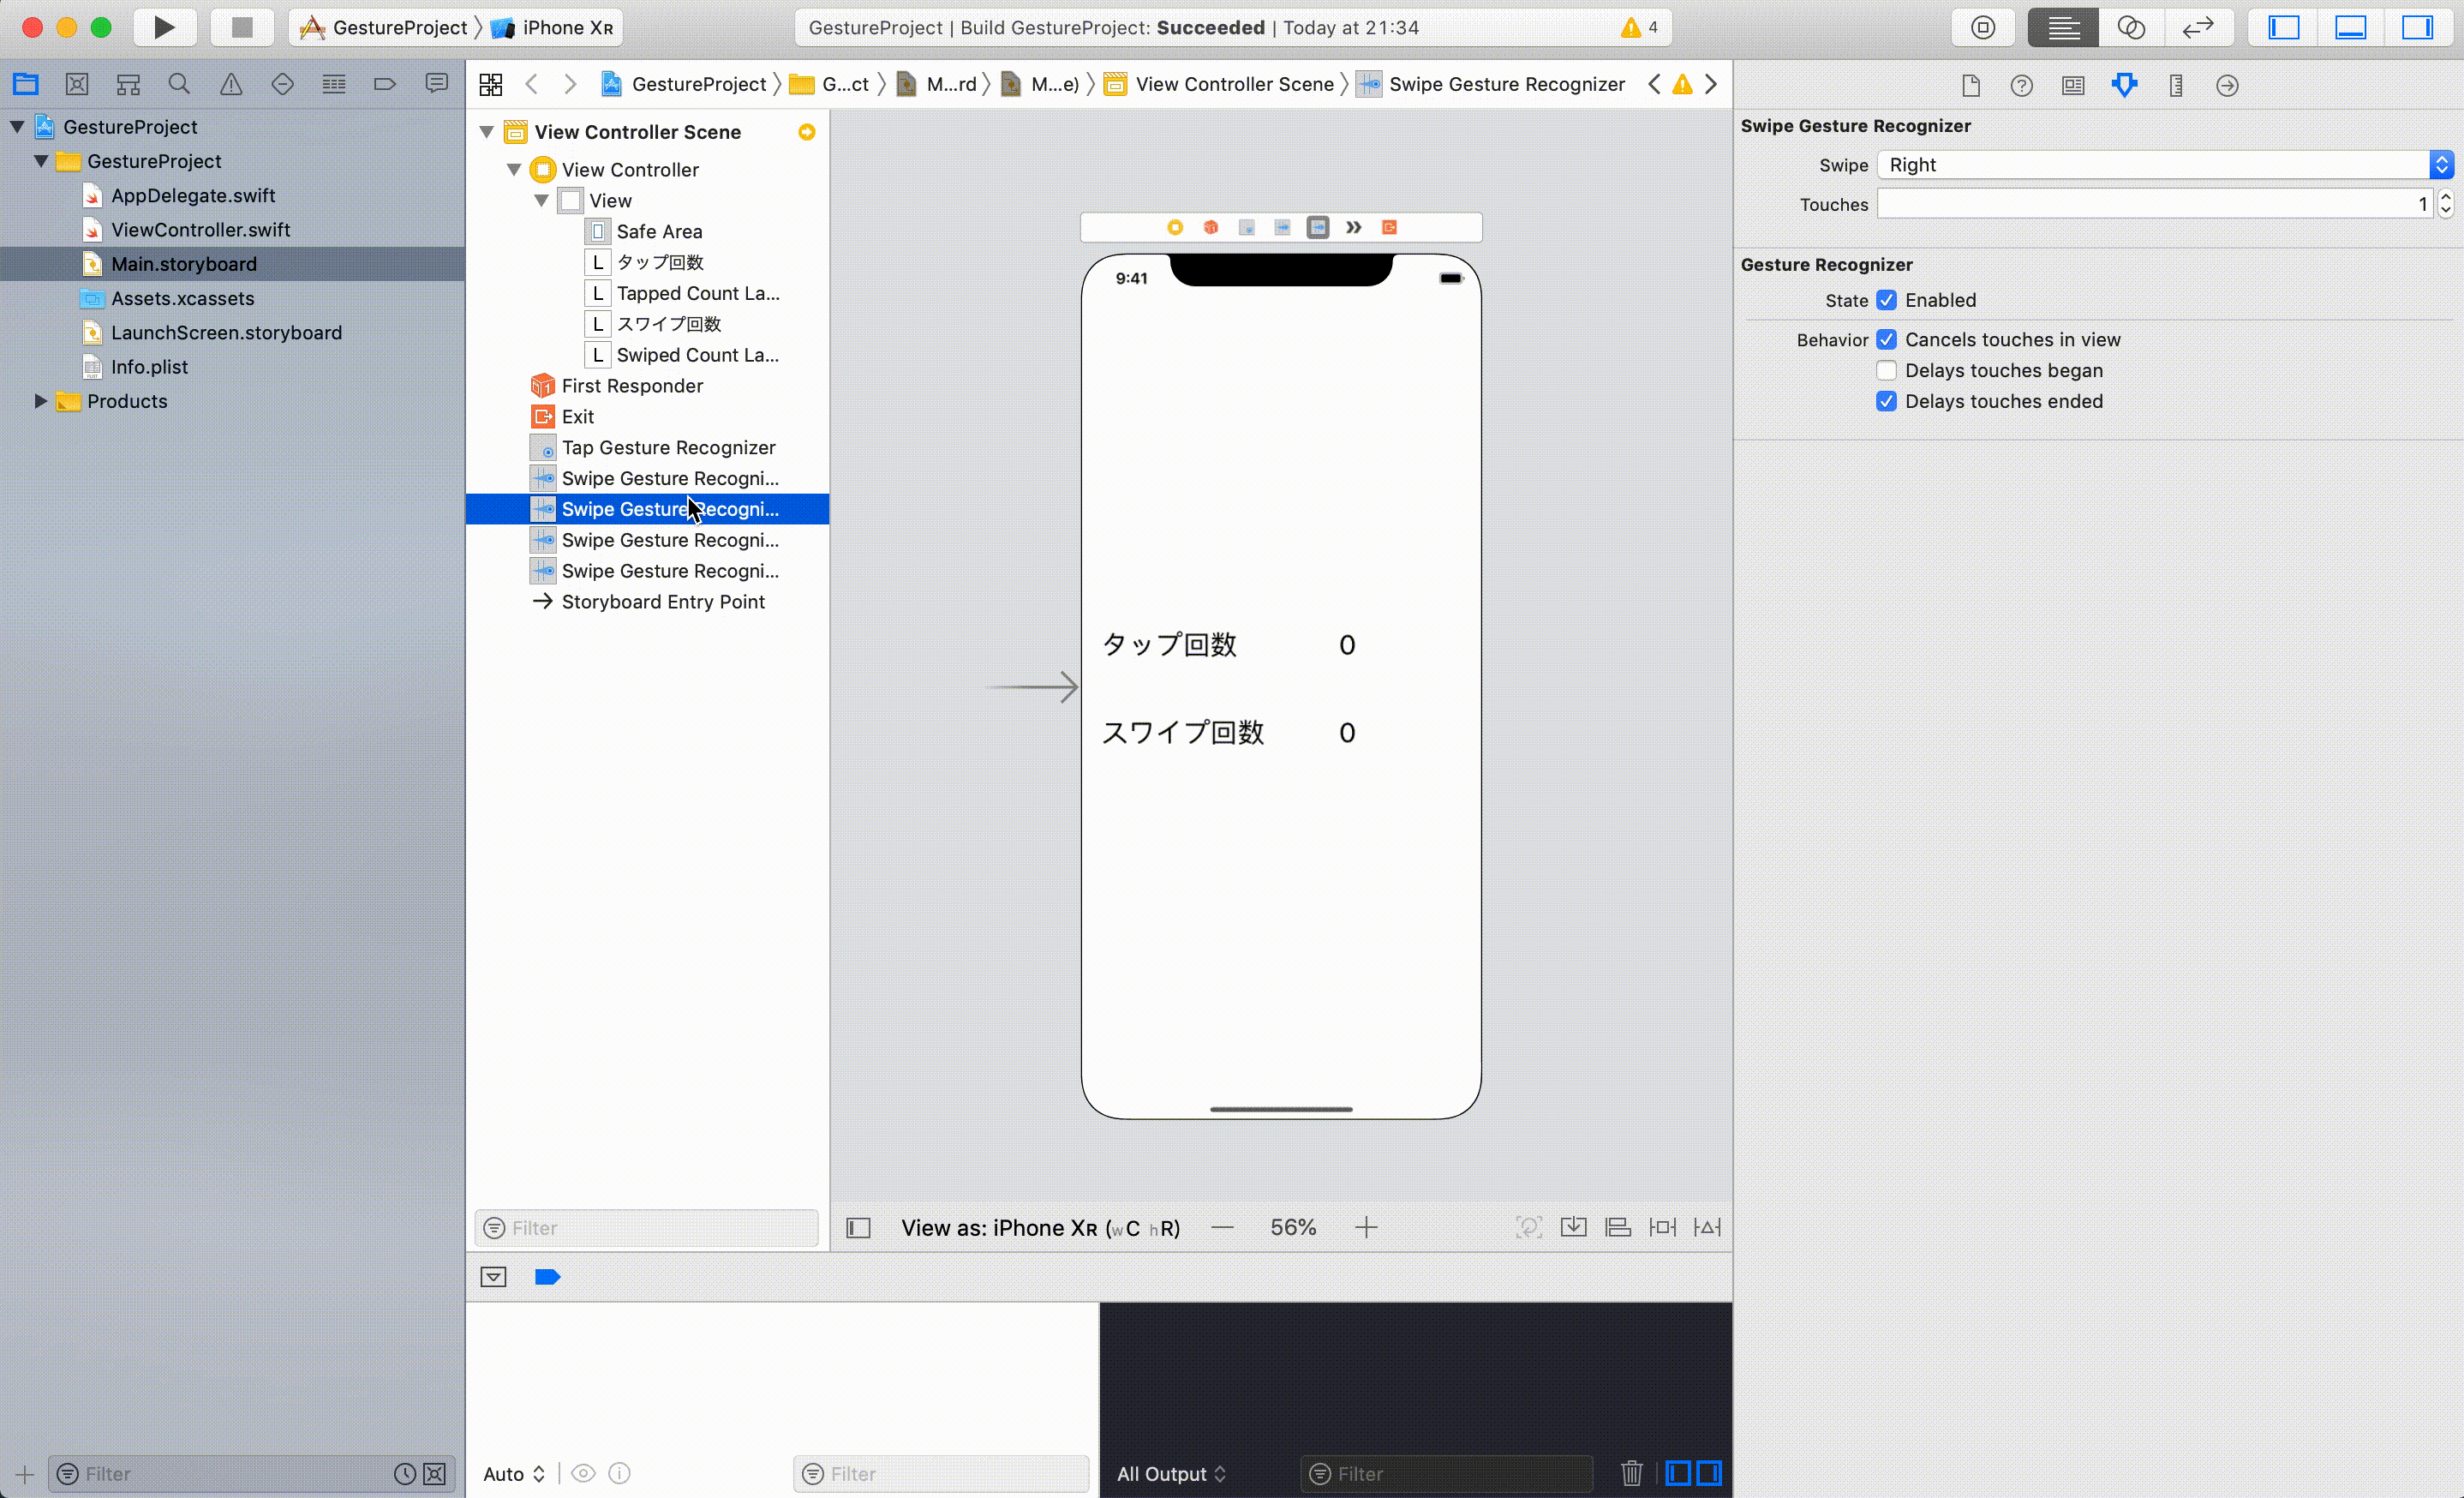 GestureProject 〉 iPhone XR
GestureProject | Build GestureProject: Succeeded | Today at 21:34
4
GestureProject
GestureProject
AppDelegate.swift
ViewController.swift
Main.storyboard
Assets.xcassets
LaunchScreen.storyboard
Info.plist
Products
Filter
GestureProject 〉 G...ct 〉 M...rd 〉 M...e) 〉 View Controller Scene 〉 Swipe Gesture Recognizer
View Controller Scene
View Controller
View
Safe Area
L タップ回数
L Tapped Count La...
L スワイプ回数
L Swiped Count La...
First Responder
Exit
Tap Gesture Recognizer
Swipe Gesture Recogni...
Swipe Gesture Recogni...
Swipe Gesture Recogni...
Swipe Gesture Recogni...
Storyboard Entry Point
Filter
9:41
タップ回数 0
スワイプ回数 0
View as: iPhone XR (wC hR) — 56% +
Auto
Filter
All Output
Filter
Swipe Gesture Recognizer
Swipe Right
Touches 1
Gesture Recognizer
State Enabled
Behavior Cancels touches in view
Delays touches began
Delays touches ended